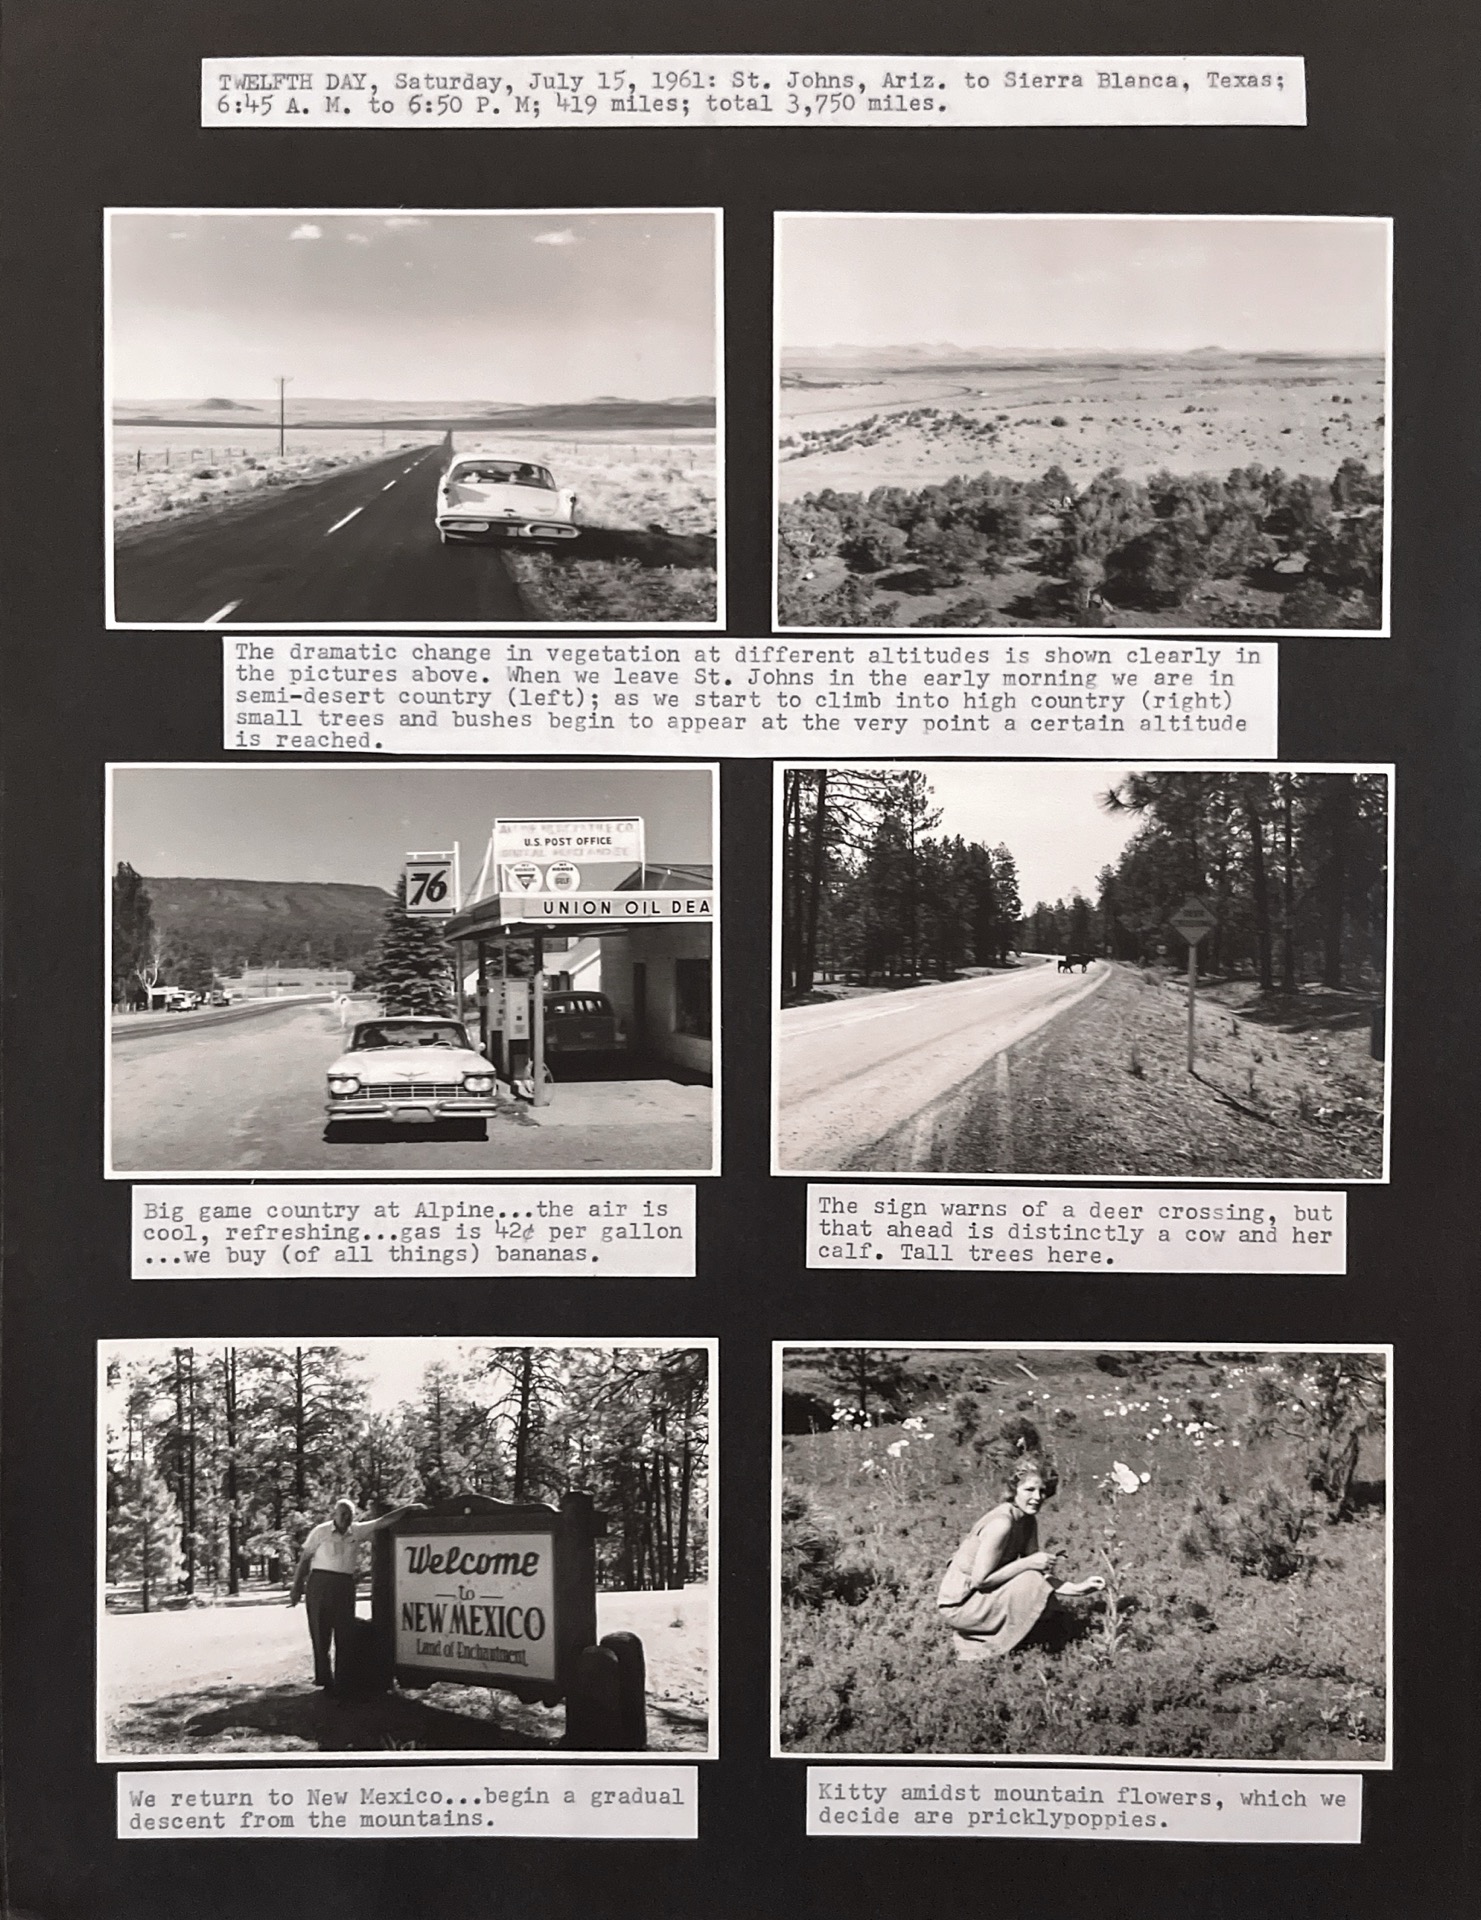 TWELFTH DAY, Saturday, July 15, 1961: St. Johns, Ariz. to Sierra Blanca, Texas;
6:45 A. M. to 6:50 P. M; 419 miles; total 3,750 miles.
The dramatic change in vegetation at different altitudes is shown clearly in
the pictures above. When we leave St. Johns in the early morning we are in
semi-desert country (left); as we start to climb into high country (right)
small trees and bushes begin to appear at the very point a certain altitude
is reached.
U.S. POST OFFICE
76
UNION OIL DEA
Big game country at Alpine...the air is
cool, refreshing...gas is 42¢ per gallon
...we buy (of all things) bananas.
The sign warns of a deer crossing, but
that ahead is distinctly a cow and her
calf. Tall trees here.
Welcome
to
NEW MEXICO
Land of Enchantment
We return to New Mexico...begin a gradual
descent from the mountains.
Kitty amidst mountain flowers, which we
decide are pricklypoppies.